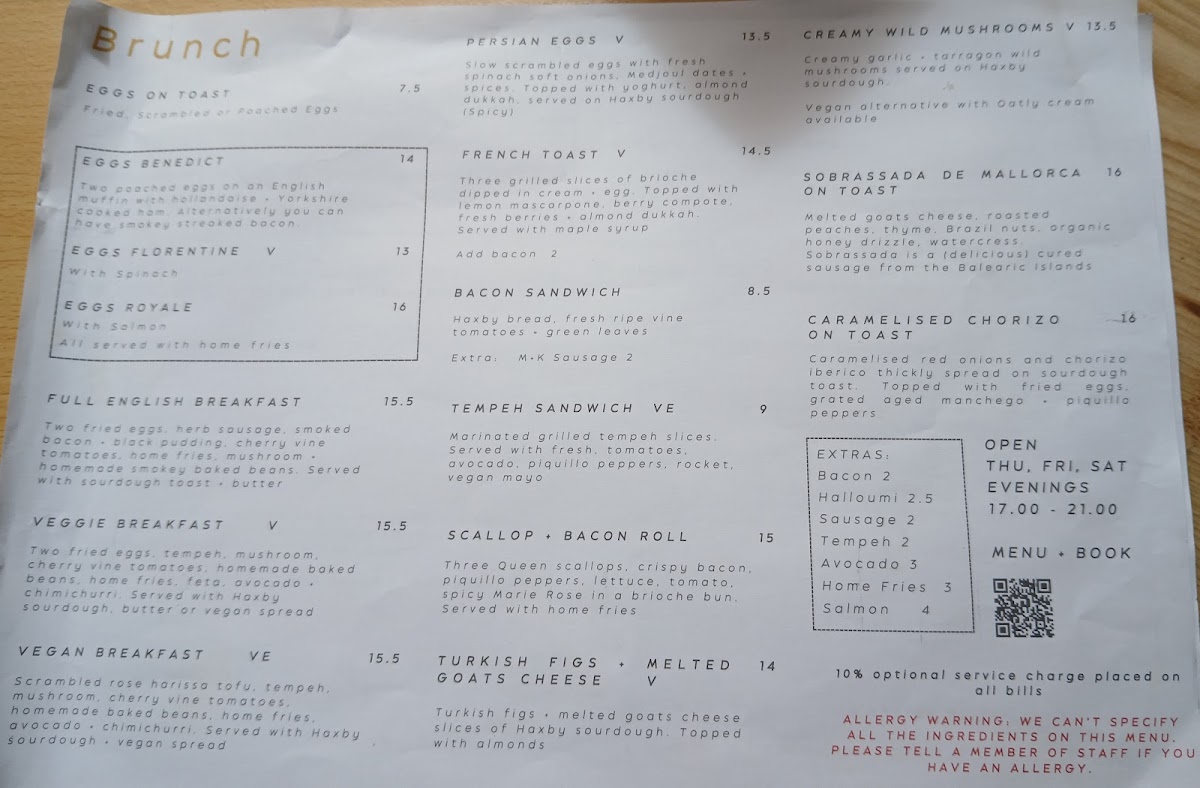 Brunch
EGGS ON TOAST 7.5
Fried, Scrambled or Poached Eggs
EGGS BENEDICT 14
Two poached eggs on an English
muffin with hollandaise + Yorkshire
cooked ham. Alternatively you can
have smokey streaked bacon.
EGGS FLORENTINE V 13
With Spinach
EGGS ROYALE 16
With Salmon
All served with home fries
FULL ENGLISH BREAKFAST 15.5
Two fried eggs, herb sausage, smoked
bacon + black pudding, cherry vine
tomatoes, home fries, mushroom +
homemade smokey baked beans. Served
with sourdough toast + butter
VEGGIE BREAKFAST V 15.5
Two fried eggs, tempeh, mushroom,
cherry vine tomatoes, homemade baked
beans, home fries, feta, avocado +
chimichurri. Served with Haxby
sourdough, butter or vegan spread
VEGAN BREAKFAST VE 15.5
Scrambled rose harissa tofu, tempeh,
mushroom, cherry vine tomatoes,
homemade baked beans, home fries,
avocado + chimichurri. Served with Haxby
sourdough + vegan spread
PERSIAN EGGS V 13.5
Slow scrambled eggs with fresh
spinach soft onions, Medjoul dates +
spices. Topped with yoghurt, almond
dukkah, served on Haxby sourdough
(Spicy)
FRENCH TOAST V 14.5
Three grilled slices of brioche
dipped in cream + egg. Topped with
lemon mascarpone, berry compote,
fresh berries + almond dukkah.
Served with maple syrup
Add bacon 2
BACON SANDWICH 8.5
Haxby bread, fresh ripe vine
tomatoes + green leaves
Extra: M+K Sausage 2
TEMPEH SANDWICH VE 9
Marinated grilled tempeh slices.
Served with fresh, tomatoes,
avocado, piquillo peppers, rocket,
vegan mayo
SCALLOP + BACON ROLL 15
Three Queen scallops, crispy bacon,
piquillo peppers, lettuce, tomato,
spicy Marie Rose in a brioche bun.
Served with home fries
TURKISH FIGS + MELTED 14
GOATS CHEESE V
Turkish figs + melted goats cheese
slices of Haxby sourdough. Topped
with almonds
CREAMY WILD MUSHROOMS V 13.5
Creamy garlic + tarragon wild
mushrooms served on Haxby
sourdough.
Vegan alternative with Oatly cream
available
SOBRASSADA DE MALLORCA 16
ON TOAST
Melted goats cheese, roasted
peaches, thyme, Brazil nuts, organic
honey drizzle, watercress.
Sobrassada is a (delicious) cured
sausage from the Balearic Islands
CARAMELISED CHORIZO 16
ON TOAST
Caramelised red onions and chorizo
iberico thickly spread on sourdough
toast. Topped with fried eggs,
grated aged manchego + piquillo
peppers
EXTRAS:
Bacon 2
Halloumi 2.5
Sausage 2
Tempeh 2
Avocado 3
Home Fries 3
Salmon 4
OPEN
THU, FRI, SAT
EVENINGS
17.00 - 21.00
MENU + BOOK
10% optional service charge placed on
all bills
ALLERGY WARNING: WE CAN'T SPECIFY
ALL THE INGREDIENTS ON THIS MENU.
PLEASE TELL A MEMBER OF STAFF IF YOU
HAVE AN ALLERGY.